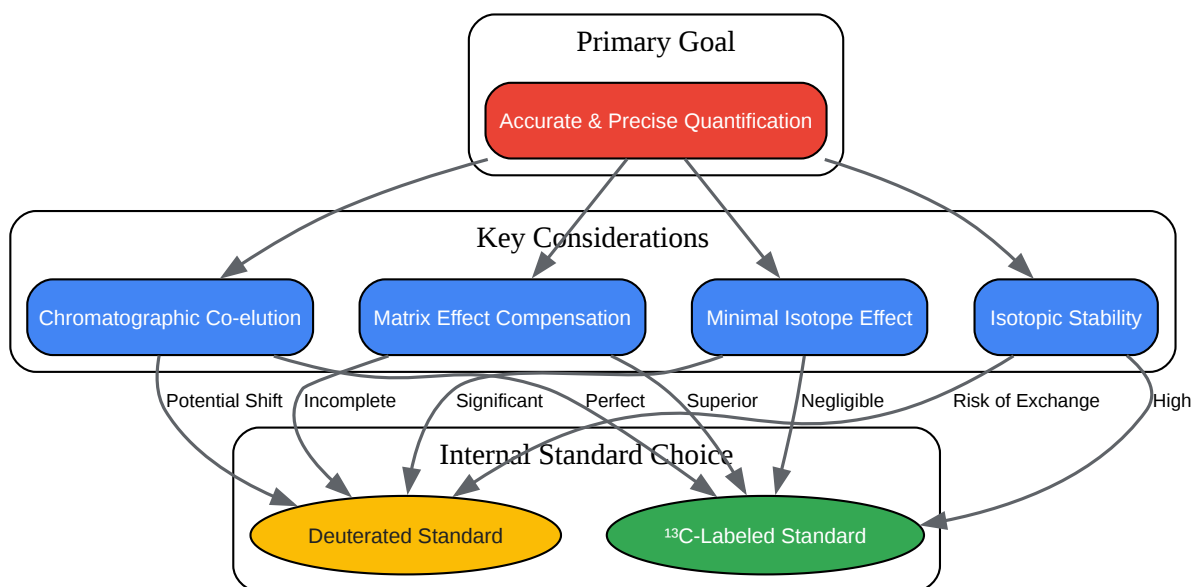 Primary Goal
Accurate & Precise Quantification
Key Considerations
Chromatographic Co-elution
Matrix Effect Compensation
Minimal Isotope Effect
Isotopic Stability
Potential Shift
Incomplete
Significant
Perfect
Superior
Negligible
Risk of Exchange
High
Internal Standard Choice
Deuterated Standard
¹³C-Labeled Standard